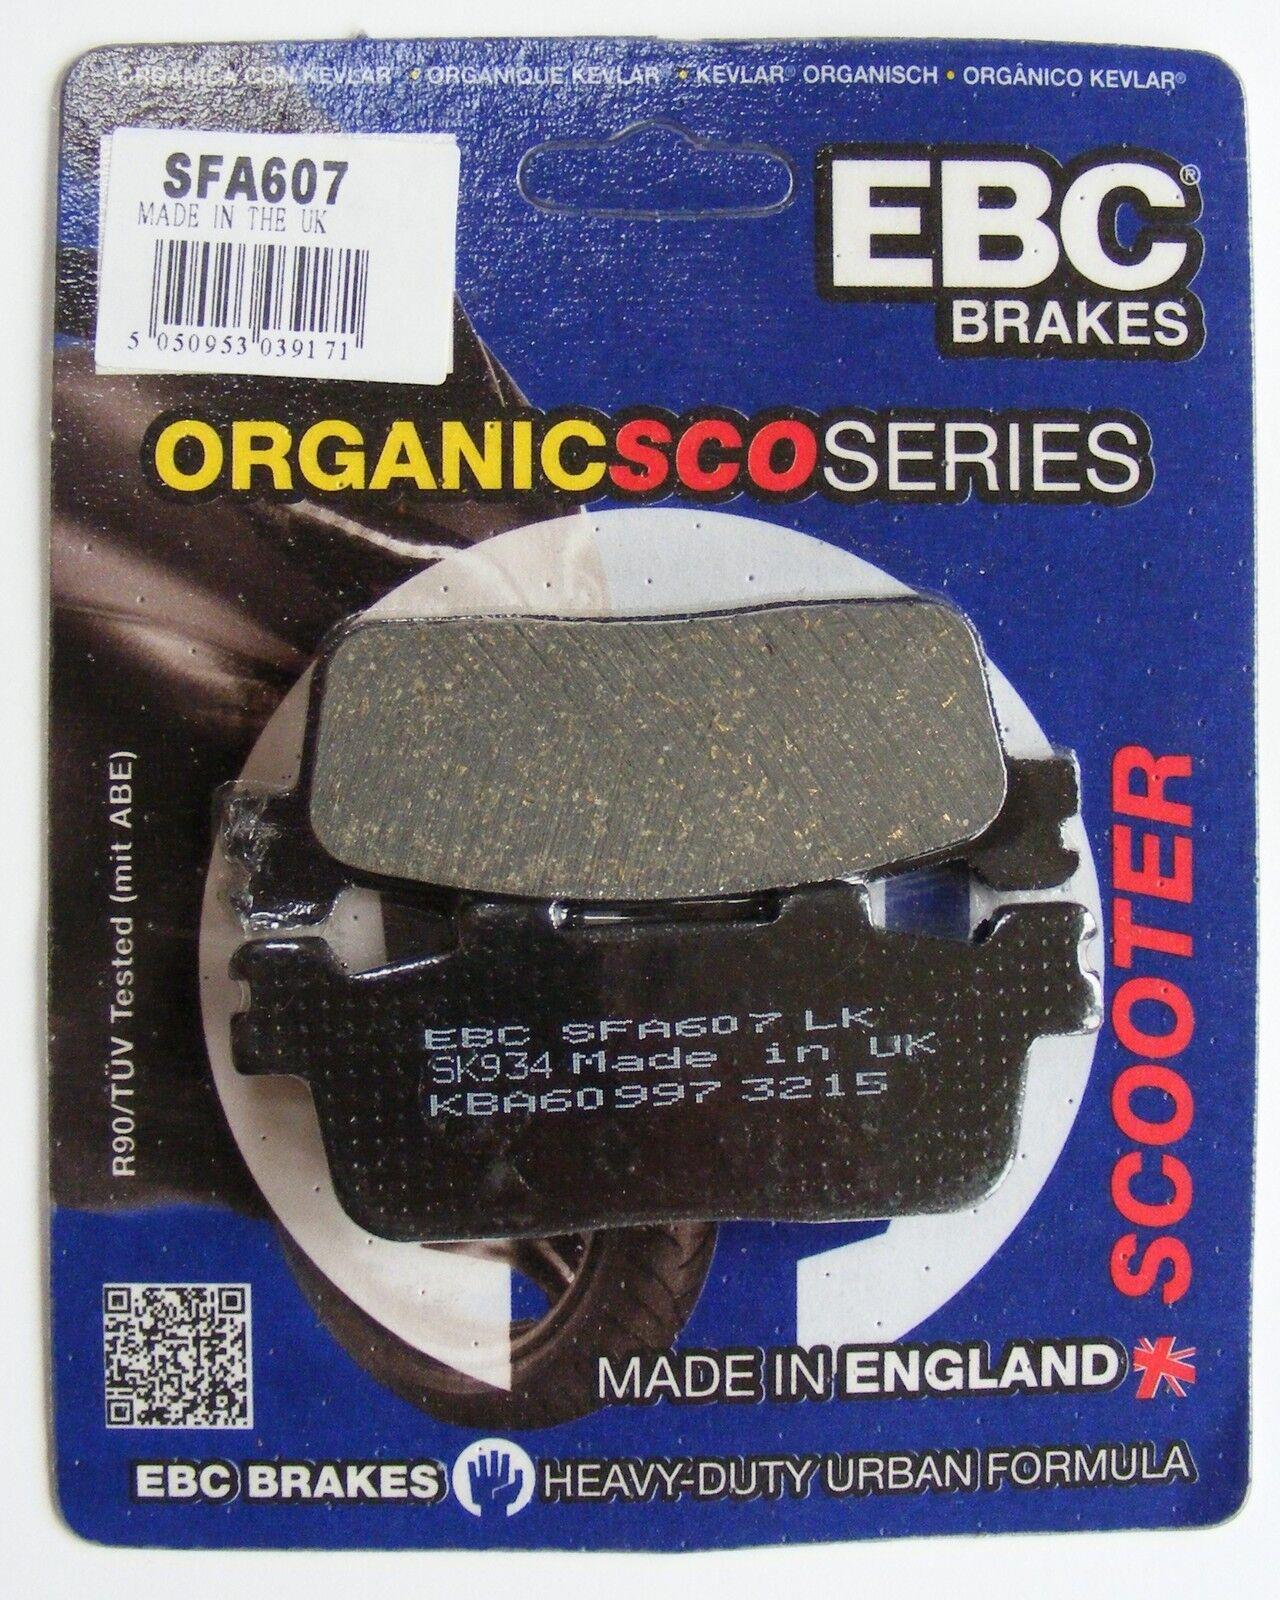 ORGÁNICA CON KEVLAR • ORGANIQUE KEVLAR® • KEVLAR® ORGANISCH • ORGÂNICO KEVLAR®
SFA607
MADE IN THE UK
5 050953 039171
EBC®
BRAKES
ORGANICSCOSERIES
R90/TÜV Tested (mit ABE)
SCOOTER
EBC SFA607 LK
SK934 Made in UK
KBA60997 3215
MADE IN ENGLAND
EBC BRAKES HEAVY-DUTY URBAN FORMULA